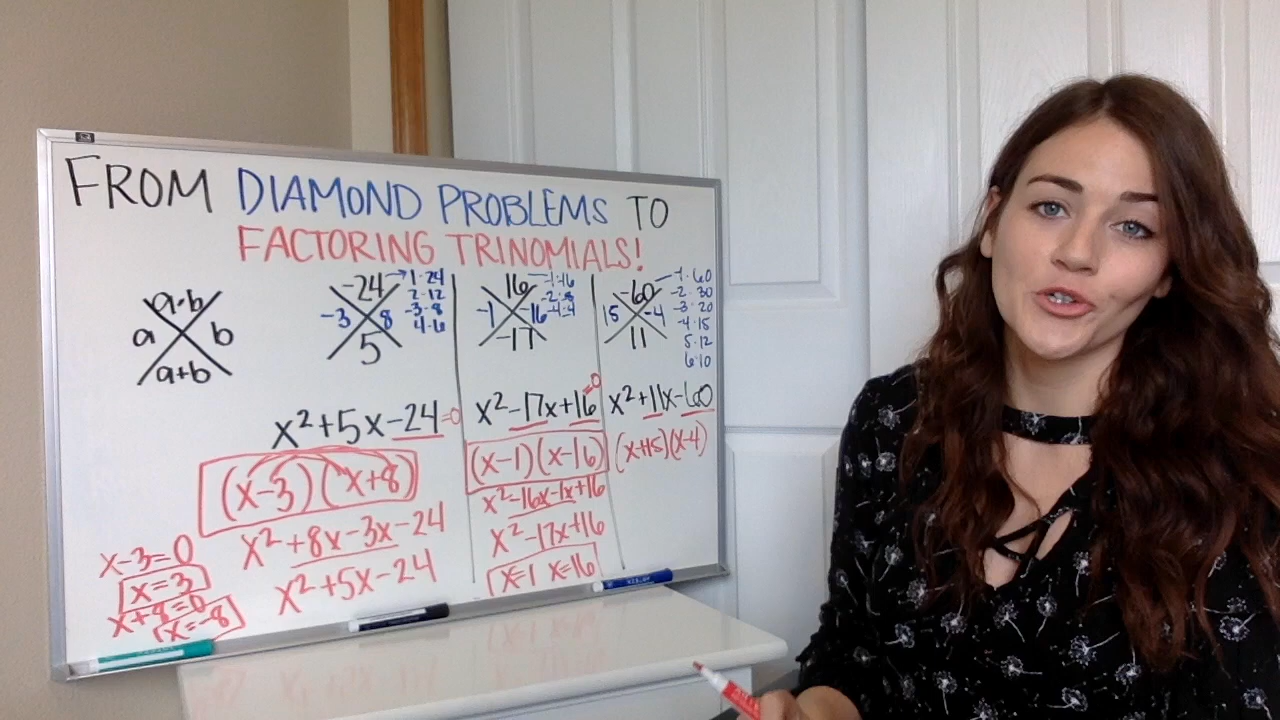 FROM DIAMOND PROBLEMS TO
FACTORING TRINOMIALS!
a·b
a b
a+b
-24 → 1·24
2·12
-3·8
4·6
-3 8
5
x²+5x-24=0
(x-3)(x+8)
x²+8x-3x-24
x²+5x-24
x-3=0
x=3
x+8=0
x=-8
16 -1·16
-2·8
-4·4
-1 -16
-17
x²-17x+16=0
(x-1)(x-16)
x²-16x-1x+16
x²-17x+16
x=1 x=16
-60 -1·60
-2·30
-3·20
-4·15
5·12
6·10
15 -4
11
x²+11x-60
(x+15)(x-4)